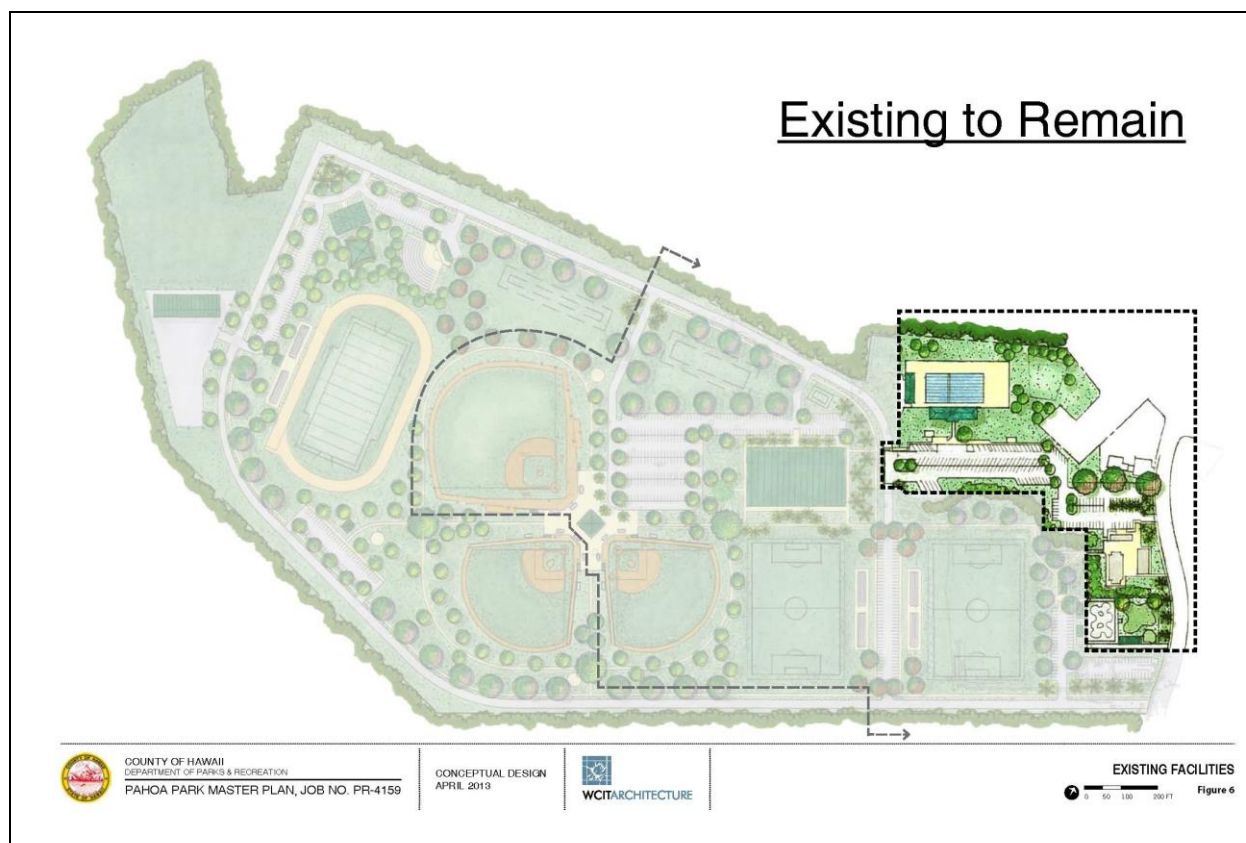 Existing to Remain
COUNTY OF HAWAII
DEPARTMENT OF PARKS & RECREATION
PAHOA PARK MASTER PLAN, JOB NO. PR-4159
CONCEPTUAL DESIGN
APRIL 2013
WCITARCHITECTURE
EXISTING FACILITIES
0 50 100 200 FT
Figure 6